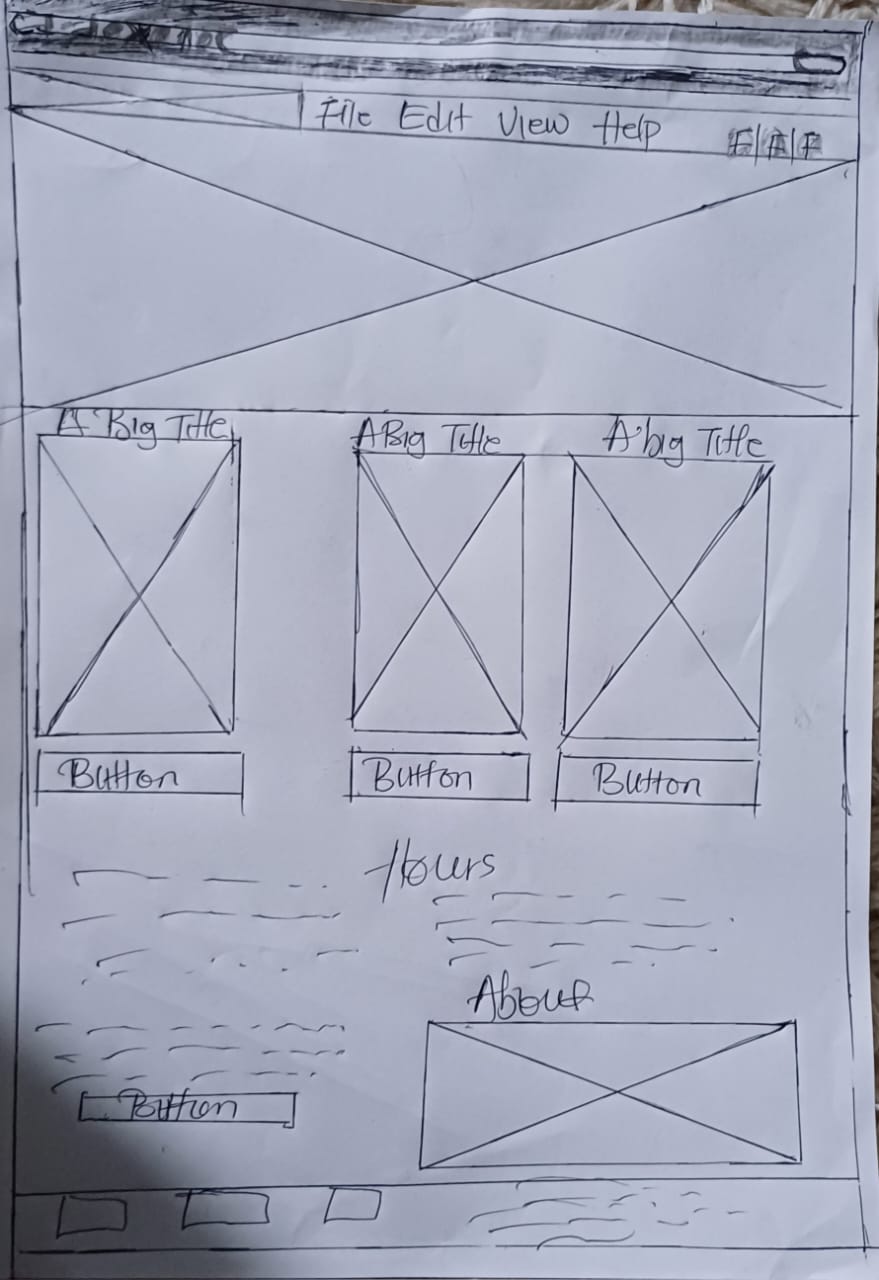 File Edit View Help
F|A|F
A Big Title A Big Title A big Title
Button Button Button
Hours
About
Button